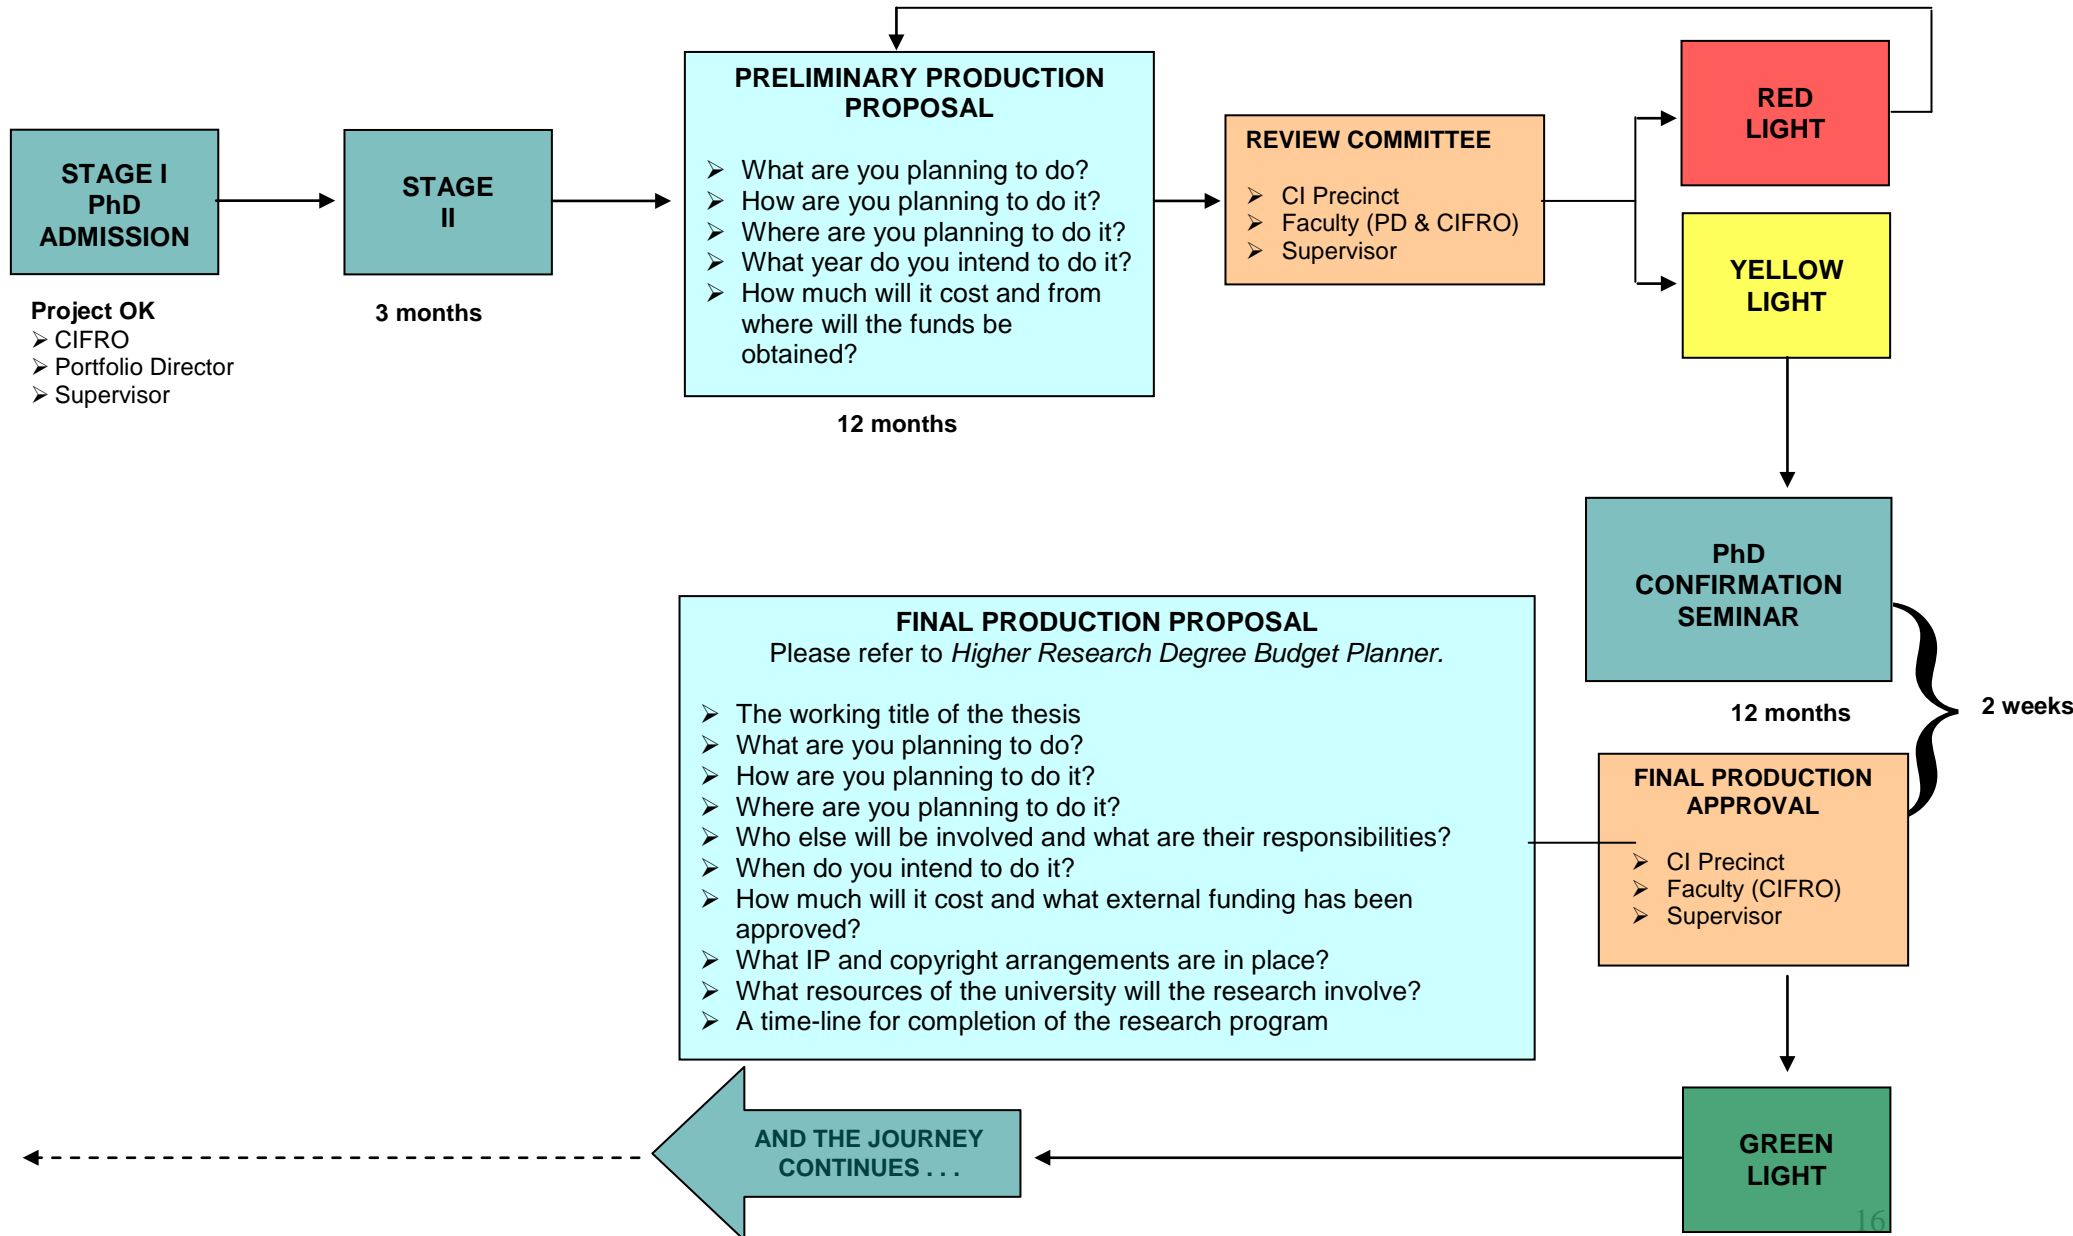 STAGE I
PhD
ADMISSION
Project OK
➢ CIFRO
➢ Portfolio Director
➢ Supervisor
STAGE
II
3 months
PRELIMINARY PRODUCTION
PROPOSAL
➢ What are you planning to do?
➢ How are you planning to do it?
➢ Where are you planning to do it?
➢ What year do you intend to do it?
➢ How much will it cost and from
where will the funds be
obtained?
12 months
REVIEW COMMITTEE
➢ CI Precinct
➢ Faculty (PD & CIFRO)
➢ Supervisor
RED
LIGHT
YELLOW
LIGHT
PhD
CONFIRMATION
SEMINAR
12 months
2 weeks
FINAL PRODUCTION
APPROVAL
➢ CI Precinct
➢ Faculty (CIFRO)
➢ Supervisor
FINAL PRODUCTION PROPOSAL
Please refer to Higher Research Degree Budget Planner.
➢ The working title of the thesis
➢ What are you planning to do?
➢ How are you planning to do it?
➢ Where are you planning to do it?
➢ Who else will be involved and what are their responsibilities?
➢ When do you intend to do it?
➢ How much will it cost and what external funding has been
approved?
➢ What IP and copyright arrangements are in place?
➢ What resources of the university will the research involve?
➢ A time-line for completion of the research program
GREEN
LIGHT
AND THE JOURNEY
CONTINUES . . .
16